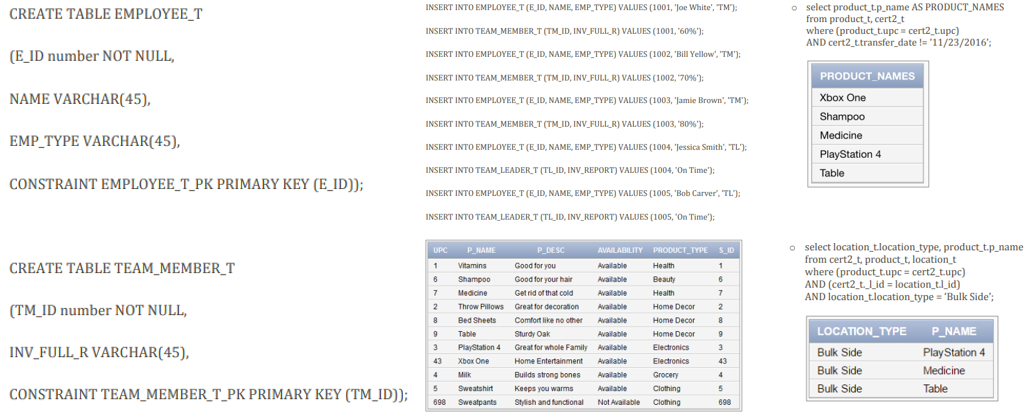 CREATE TABLE EMPLOYEE_T
(E_ID number NOT NULL,
NAME VARCHAR(45),
EMP_TYPE VARCHAR(45),
CONSTRAINT EMPLOYEE_T_PK PRIMARY KEY (E_ID));
CREATE TABLE TEAM_MEMBER_T
(TM_ID number NOT NULL,
INV_FULL_R VARCHAR(45),
CONSTRAINT TEAM_MEMBER_T_PK PRIMARY KEY (TM_ID));
INSERT INTO EMPLOYEE_T (E_ID, NAME, EMP_TYPE) VALUES (1001, 'Joe White', 'TM');
INSERT INTO TEAM_MEMBER_T (TM_ID, INV_FULL_R) VALUES (1001, '60%');
INSERT INTO EMPLOYEE_T (E_ID, NAME, EMP_TYPE) VALUES (1002, 'Bill Yellow', 'TM');
INSERT INTO TEAM_MEMBER_T (TM_ID, INV_FULL_R) VALUES (1002, '70%');
INSERT INTO EMPLOYEE_T (E_ID, NAME, EMP_TYPE) VALUES (1003, 'Jamie Brown', 'TM');
INSERT INTO TEAM_MEMBER_T (TM_ID, INV_FULL_R) VALUES (1003, '80%');
INSERT INTO EMPLOYEE_T (E_ID, NAME, EMP_TYPE) VALUES (1004, 'Jessica Smith', 'TL');
INSERT INTO TEAM_LEADER_T (TL_ID, INV_REPORT) VALUES (1004, 'On Time');
INSERT INTO EMPLOYEE_T (E_ID, NAME, EMP_TYPE) VALUES (1005, 'Bob Carver', 'TL');
INSERT INTO TEAM_LEADER_T (TL_ID, INV_REPORT) VALUES (1005, 'On Time');
UPC P_NAME P_DESC AVAILABILITY PRODUCT_TYPE S_ID
1 Vitamins Good for you Available Health 1
6 Shampoo Good for your hair Available Beauty 6
7 Medicine Get rid of that cold Available Health 7
2 Throw Pillows Great for decoration Available Home Decor 2
8 Bed Sheets Comfort like no other Available Home Decor 8
9 Table Sturdy Oak Available Home Decor 9
3 PlayStation 4 Great for whole Family Available Electronics 3
43 Xbox One Home Entertainment Available Electronics 43
4 Milk Builds strong bones Available Grocery 4
5 Sweatshirt Keeps you warms Available Clothing 5
698 Sweatpants Stylish and functional Not Available Clothing 698
select product_t.p_name AS PRODUCT_NAMES
from product_t, cert2_t
where (product_t.upc = cert2_t.upc)
AND cert2_t.transfer_date != '11/23/2016';
PRODUCT_NAMES
Xbox One
Shampoo
Medicine
PlayStation 4
Table
select location_t.location_type, product_t.p_name
from cert2_t, product_t, location_t
where (product_t.upc = cert2_t.upc)
AND (cert2_t._l_id = location_t.l_id)
AND location_t.location_type = 'Bulk Side';
LOCATION_TYPE P_NAME
Bulk Side PlayStation 4
Bulk Side Medicine
Bulk Side Table